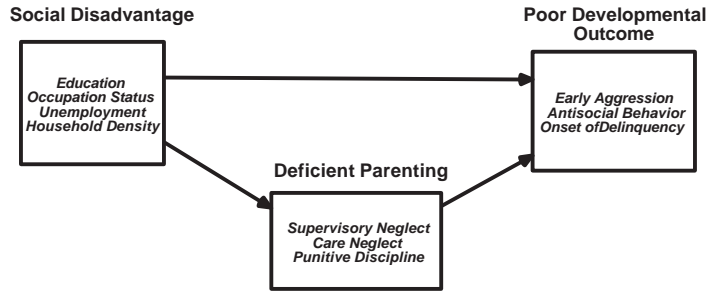 Social Disadvantage
Poor Developmental
Outcome
Education
Occupation Status
Unemployment
Household Density
Early Aggression
Antisocial Behavior
Onset ofDelinquency
Deficient Parenting
Supervisory Neglect
Care Neglect
Punitive Discipline